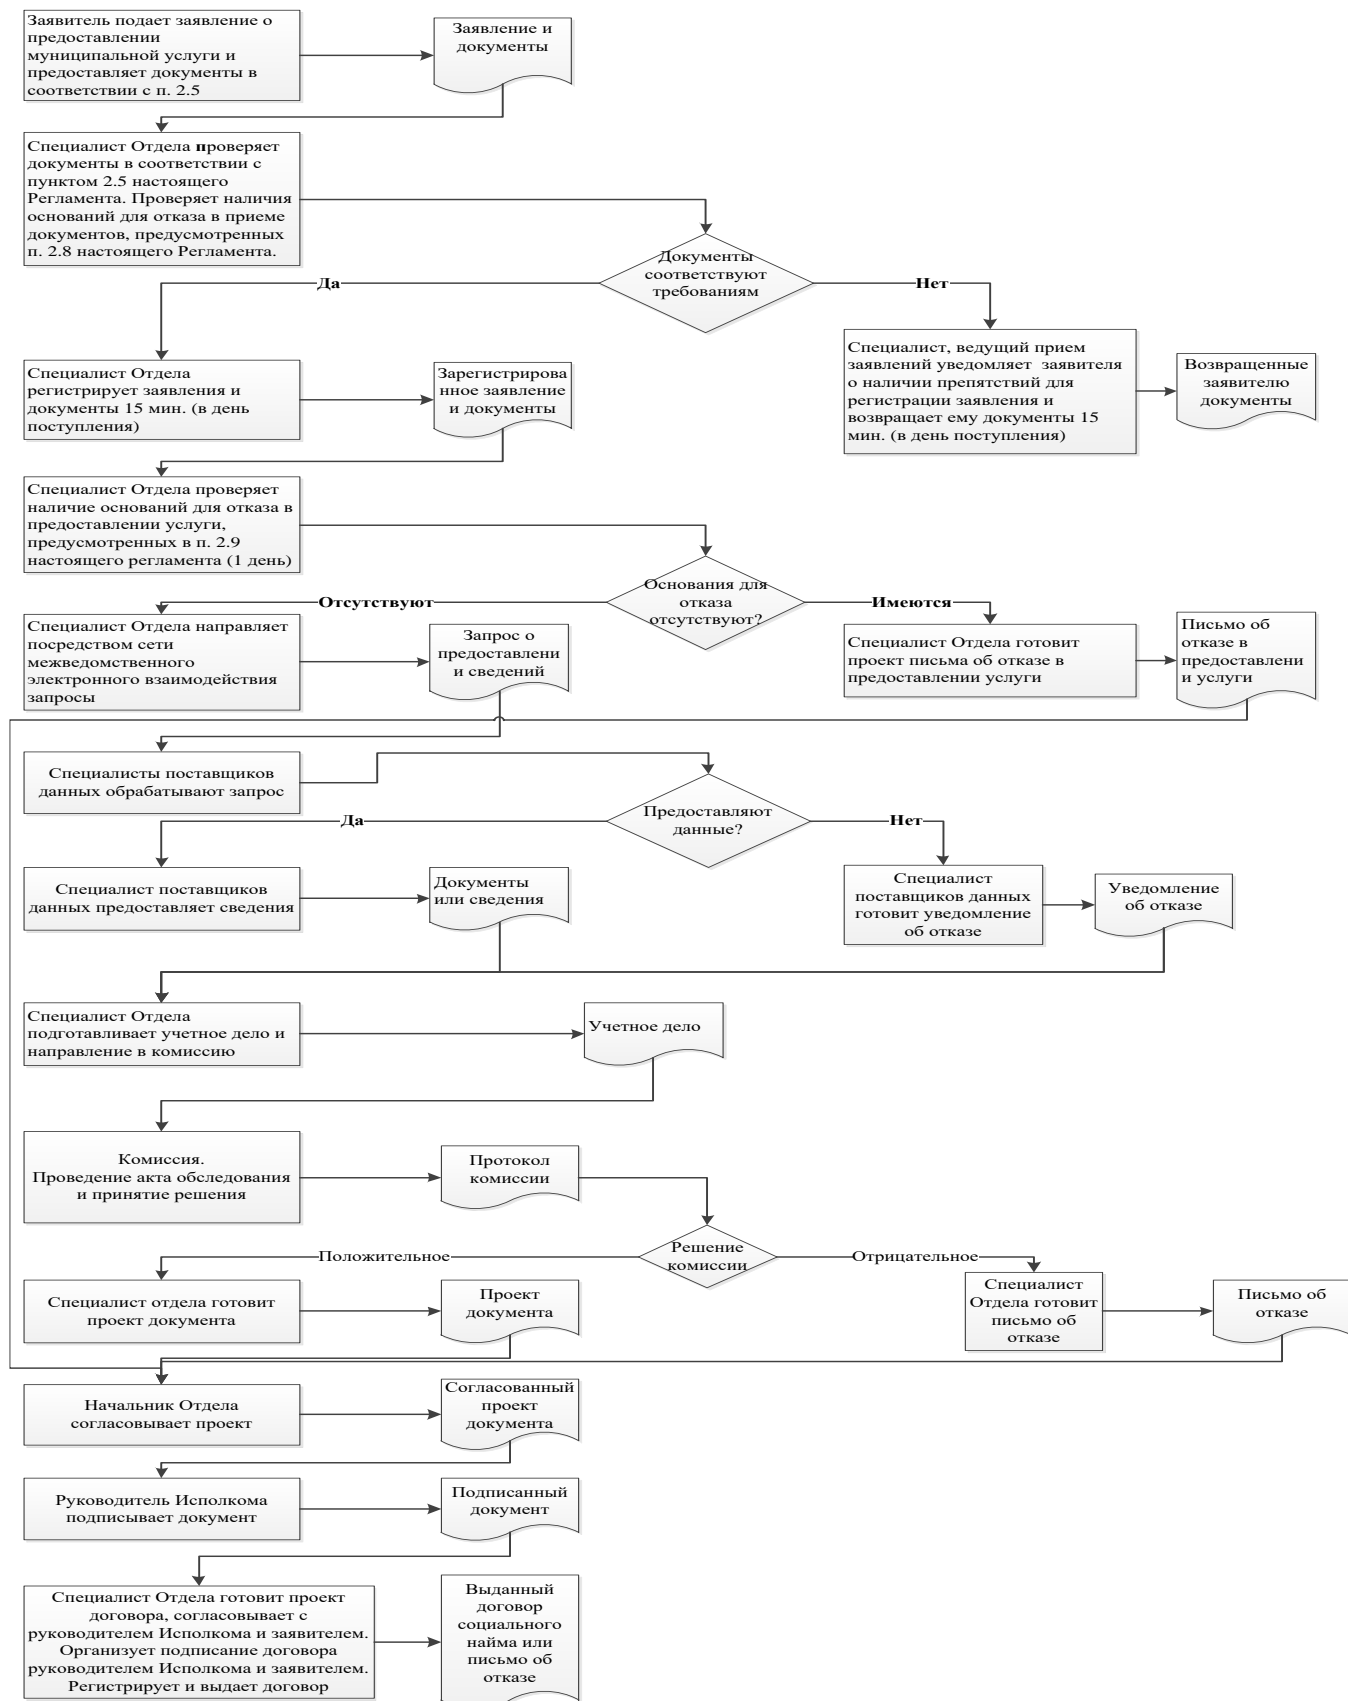 Заявитель подает заявление о
предоставлении
муниципальной услуги и
предоставляет документы в
соответствии с п. 2.5
Заявление и
документы
Специалист Отдела проверяет
документы в соответствии с
пунктом 2.5 настоящего
Регламента. Проверяет наличия
оснований для отказа в приеме
документов, предусмотренных
п. 2.8 настоящего Регламента.
Документы
соответствуют
требованиям
Да
Нет
Специалист Отдела
регистрирует заявления и
документы 15 мин. (в день
поступления)
Зарегистрирова
нное заявление
и документы
Специалист, ведущий прием
заявлений уведомляет заявителя
о наличии препятствий для
регистрации заявления и
возвращает ему документы 15
мин. (в день поступления)
Возвращенные
заявителю
документы
Специалист Отдела проверяет
наличие оснований для отказа в
предоставлении услуги,
предусмотренных в п. 2.9
настоящего регламента (1 день)
Основания для
отказа
отсутствуют?
Отсутствуют
Имеются
Специалист Отдела направляет
посредством сети
межведомственного
электронного взаимодействия
запросы
Запрос о
предоставлени
и сведений
Специалист Отдела готовит
проект письма об отказе в
предоставлении услуги
Письмо об
отказе в
предоставлени
и услуги
Специалисты поставщиков
данных обрабатывают запрос
Предоставляют
данные?
Да
Нет
Специалист поставщиков
данных предоставляет сведения
Документы
или сведения
Специалист
поставщиков данных
готовит уведомление
об отказе
Уведомление
об отказе
Специалист Отдела
подготавливает учетное дело и
направление в комиссию
Учетное дело
Комиссия.
Проведение акта обследования
и принятие решения
Протокол
комиссии
Решение
комиссии
Положительное
Отрицательное
Специалист отдела готовит
проект документа
Проект
документа
Специалист
Отдела готовит
письмо об
отказе
Письмо об
отказе
Начальник Отдела
согласовывает проект
Согласованный
проект
документа
Руководитель Исполкома
подписывает документ
Подписанный
документ
Специалист Отдела готовит проект
договора, согласовывает с
руководителем Исполкома и заявителем.
Организует подписание договора
руководителем Исполкома и заявителем.
Регистрирует и выдает договор
Выданный
договор
социального
найма или
письмо об
отказе